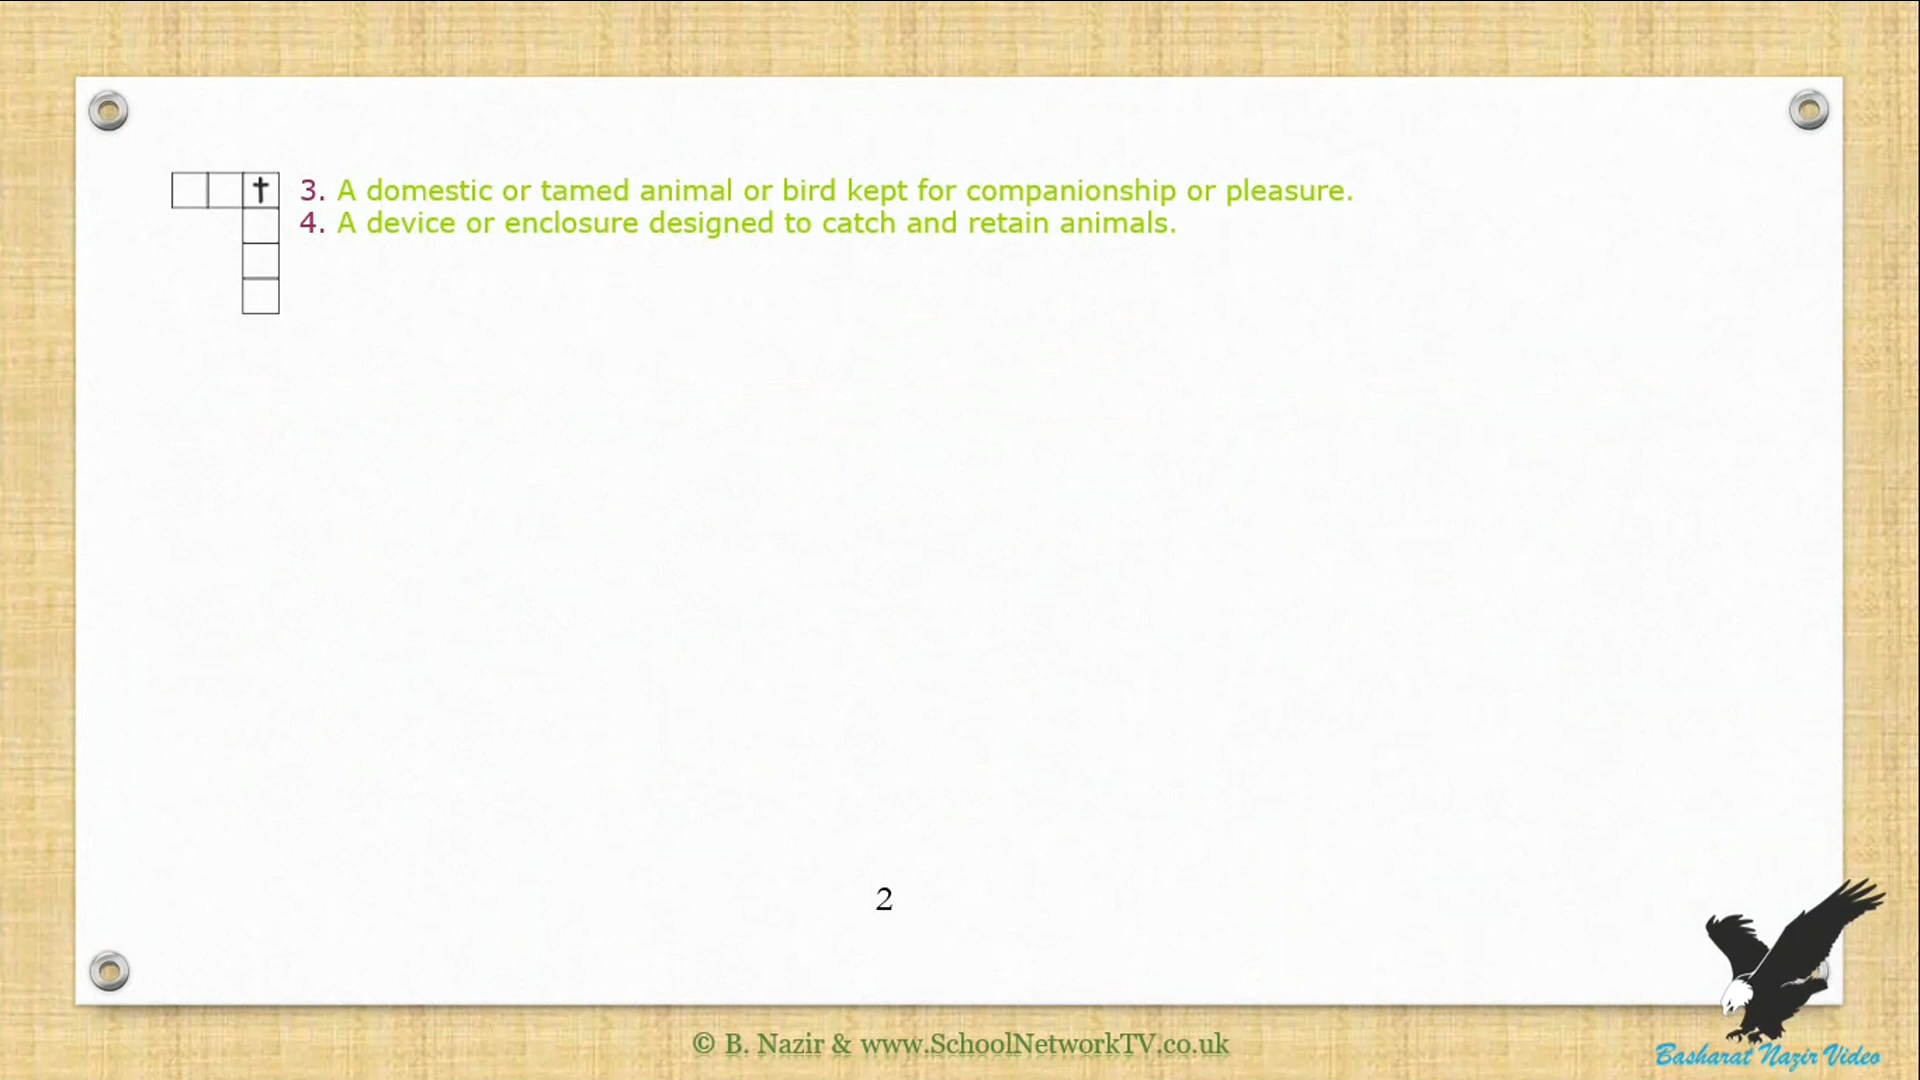 t 3. A domestic or tamed animal or bird kept for companionship or pleasure.
4. A device or enclosure designed to catch and retain animals.
2
© B. Nazir & www.SchoolNetworkTV.co.uk
Basharat Nazir Video